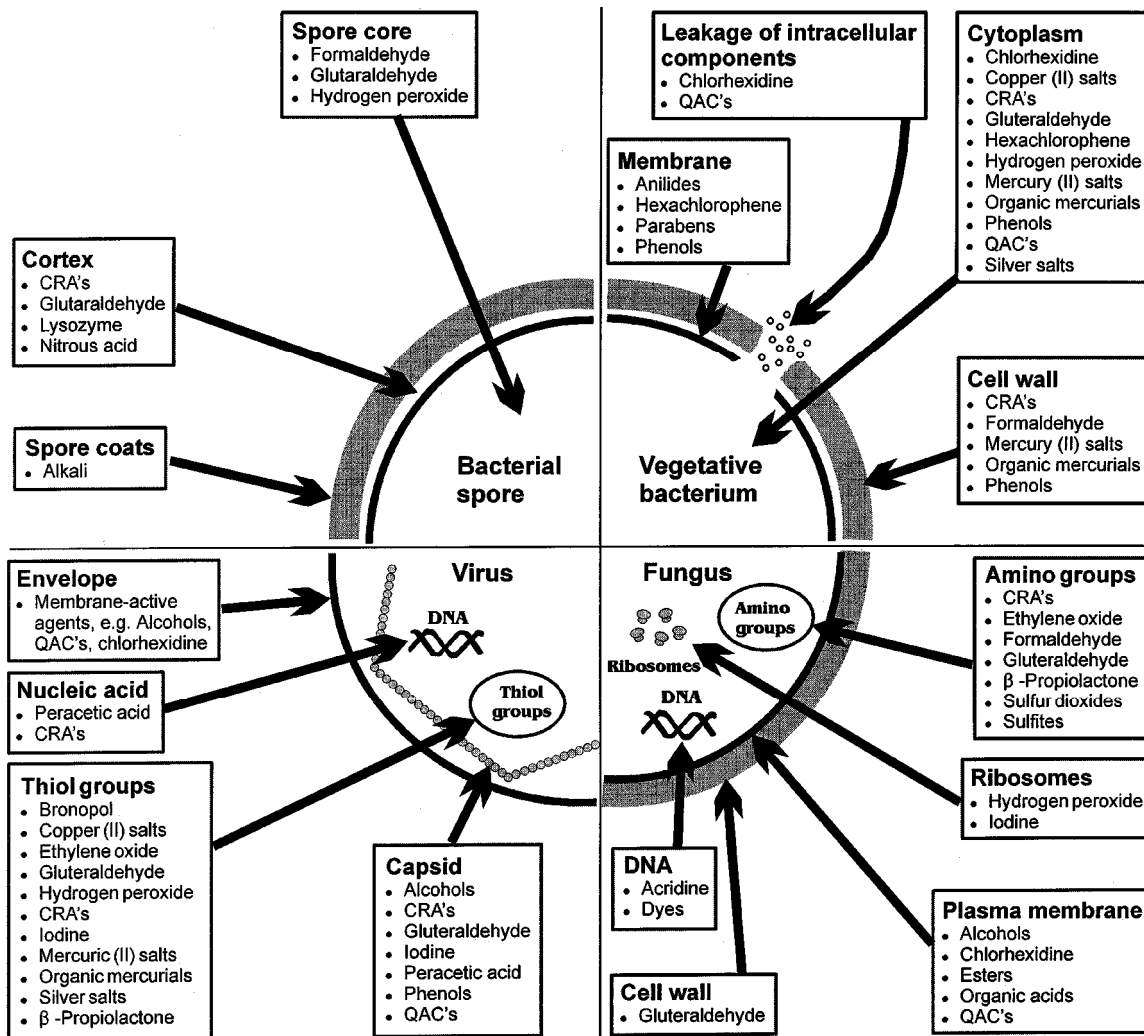 Spore core
• Formaldehyde
• Glutaraldehyde
• Hydrogen peroxide
Cortex
• CRA's
• Glutaraldehyde
• Lysozyme
• Nitrous acid
Spore coats
• Alkali
Bacterial
spore
Leakage of intracellular
components
• Chlorhexidine
• QAC's
Membrane
• Anilides
• Hexachlorophene
• Parabens
• Phenols
Cytoplasm
• Chlorhexidine
• Copper (II) salts
• CRA's
• Gluteraldehyde
• Hexachlorophene
• Hydrogen peroxide
• Mercury (II) salts
• Organic mercurials
• Phenols
• QAC's
• Silver salts
Cell wall
• CRA's
• Formaldehyde
• Mercury (II) salts
• Organic mercurials
• Phenols
Vegetative
bacterium
Envelope
• Membrane-active
agents, e.g. Alcohols,
QAC's, chlorhexidine
Nucleic acid
• Peracetic acid
• CRA's
Thiol groups
• Bronopol
• Copper (II) salts
• Ethylene oxide
• Gluteraldehyde
• Hydrogen peroxide
• CRA's
• Iodine
• Mercuric (II) salts
• Organic mercurials
• Silver salts
• β -Propiolactone
Virus
DNA
Thiol
groups
Capsid
• Alcohols
• CRA's
• Gluteraldehyde
• Iodine
• Peracetic acid
• Phenols
• QAC's
Fungus
Amino
groups
Ribosomes
DNA
Amino groups
• CRA's
• Ethylene oxide
• Formaldehyde
• Gluteraldehyde
• β -Propiolactone
• Sulfur dioxides
• Sulfites
Ribosomes
• Hydrogen peroxide
• Iodine
DNA
• Acridine
• Dyes
Cell wall
• Gluteraldehyde
Plasma membrane
• Alcohols
• Chlorhexidine
• Esters
• Organic acids
• QAC's